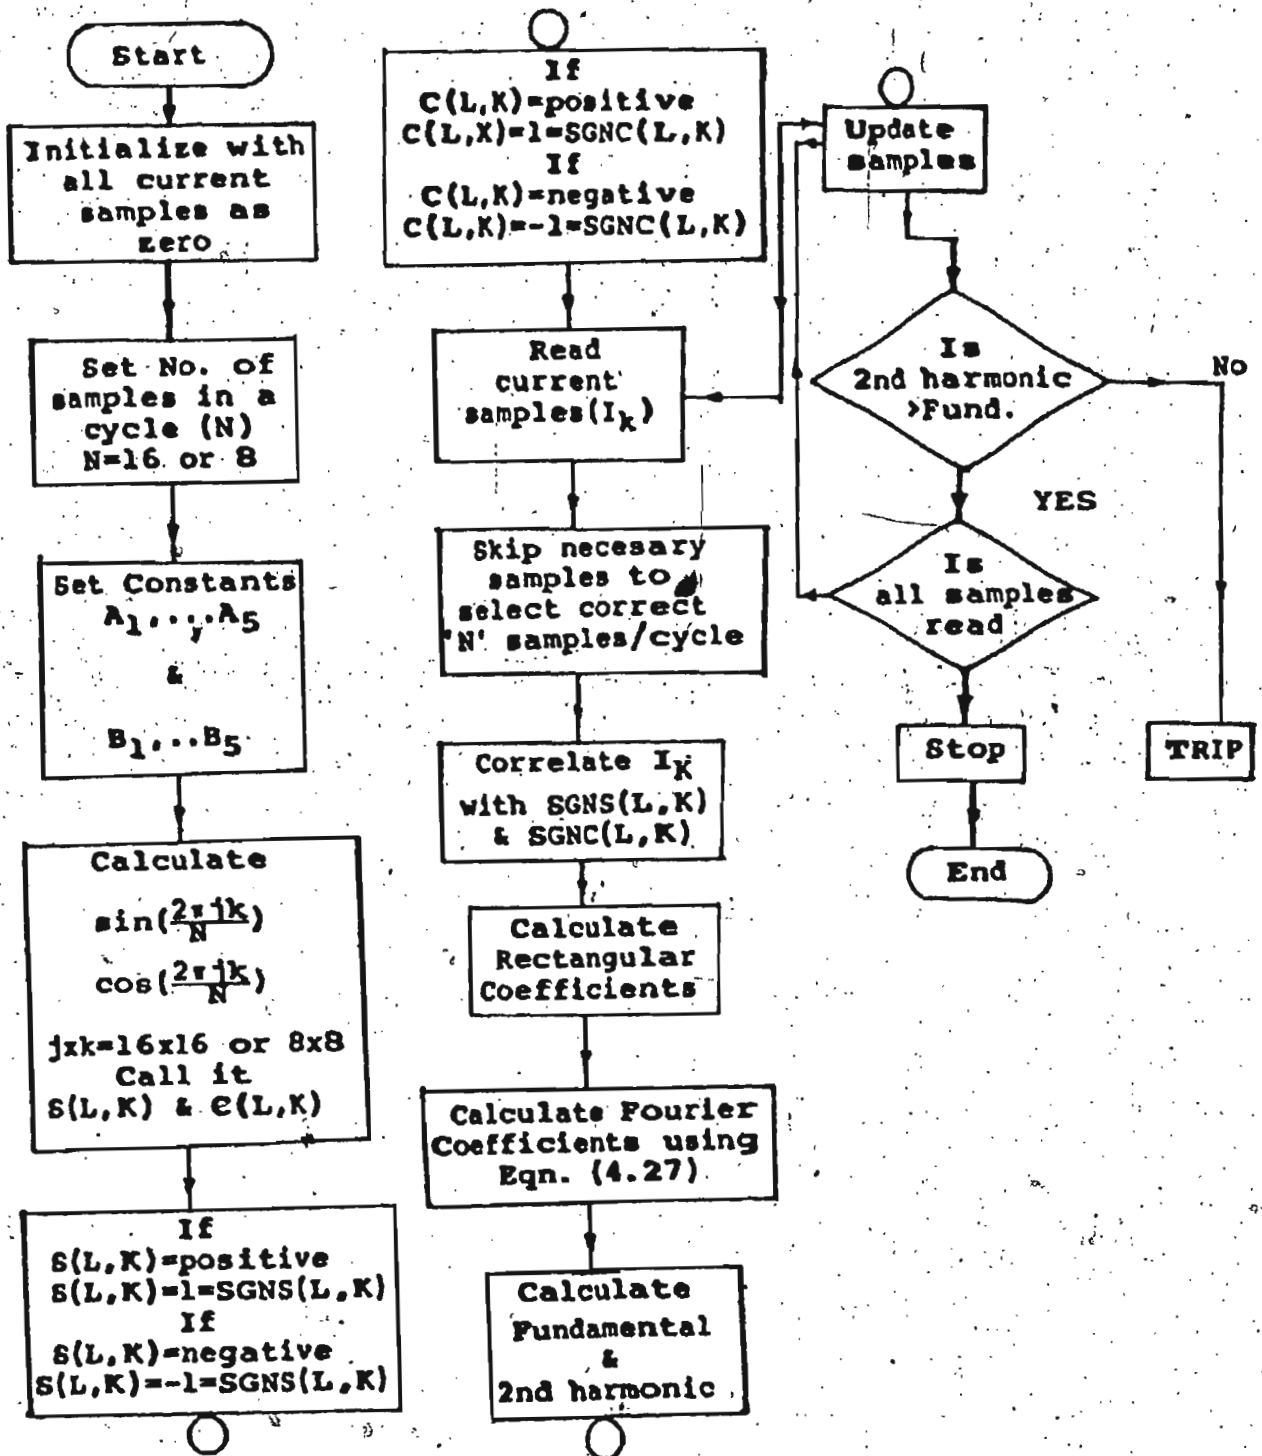 Start
Initialize with
all current
samples as
zero
Set No. of
samples in a
cycle (N)
N=16 or 8
Set Constants
A1,..,.A5
&
B1,..B5
Calculate
sin(2πjk/N)
cos(2πjk/N)
jxk=16x16 or 8x8
Call it
S(L,K) & C(L,K)
If
S(L,K)=positive
S(L,K)=1=SGNS(L,K)
If
S(L,K)=negative
S(L,K)=-1=SGNS(L,K)
If
C(L,K)=positive
C(L,K)=1=SGNC(L,K)
If
C(L,K)=negative
C(L,K)=-1=SGNC(L,K)
Read
current
samples(Ik)
Skip necesary
samples to
select correct
'N' samples/cycle
Correlate IK
with SGNS(L,K)
& SGNC(L,K)
Calculate
Rectangular
Coefficients
Calculate Fourier
Coefficients using
Eqn. (4.27)
Calculate
Fundamental
&
2nd harmonic
Update
samples
Is
2nd harmonic
>Fund.
No
YES
Is
all samples
read
Stop
TRIP
End